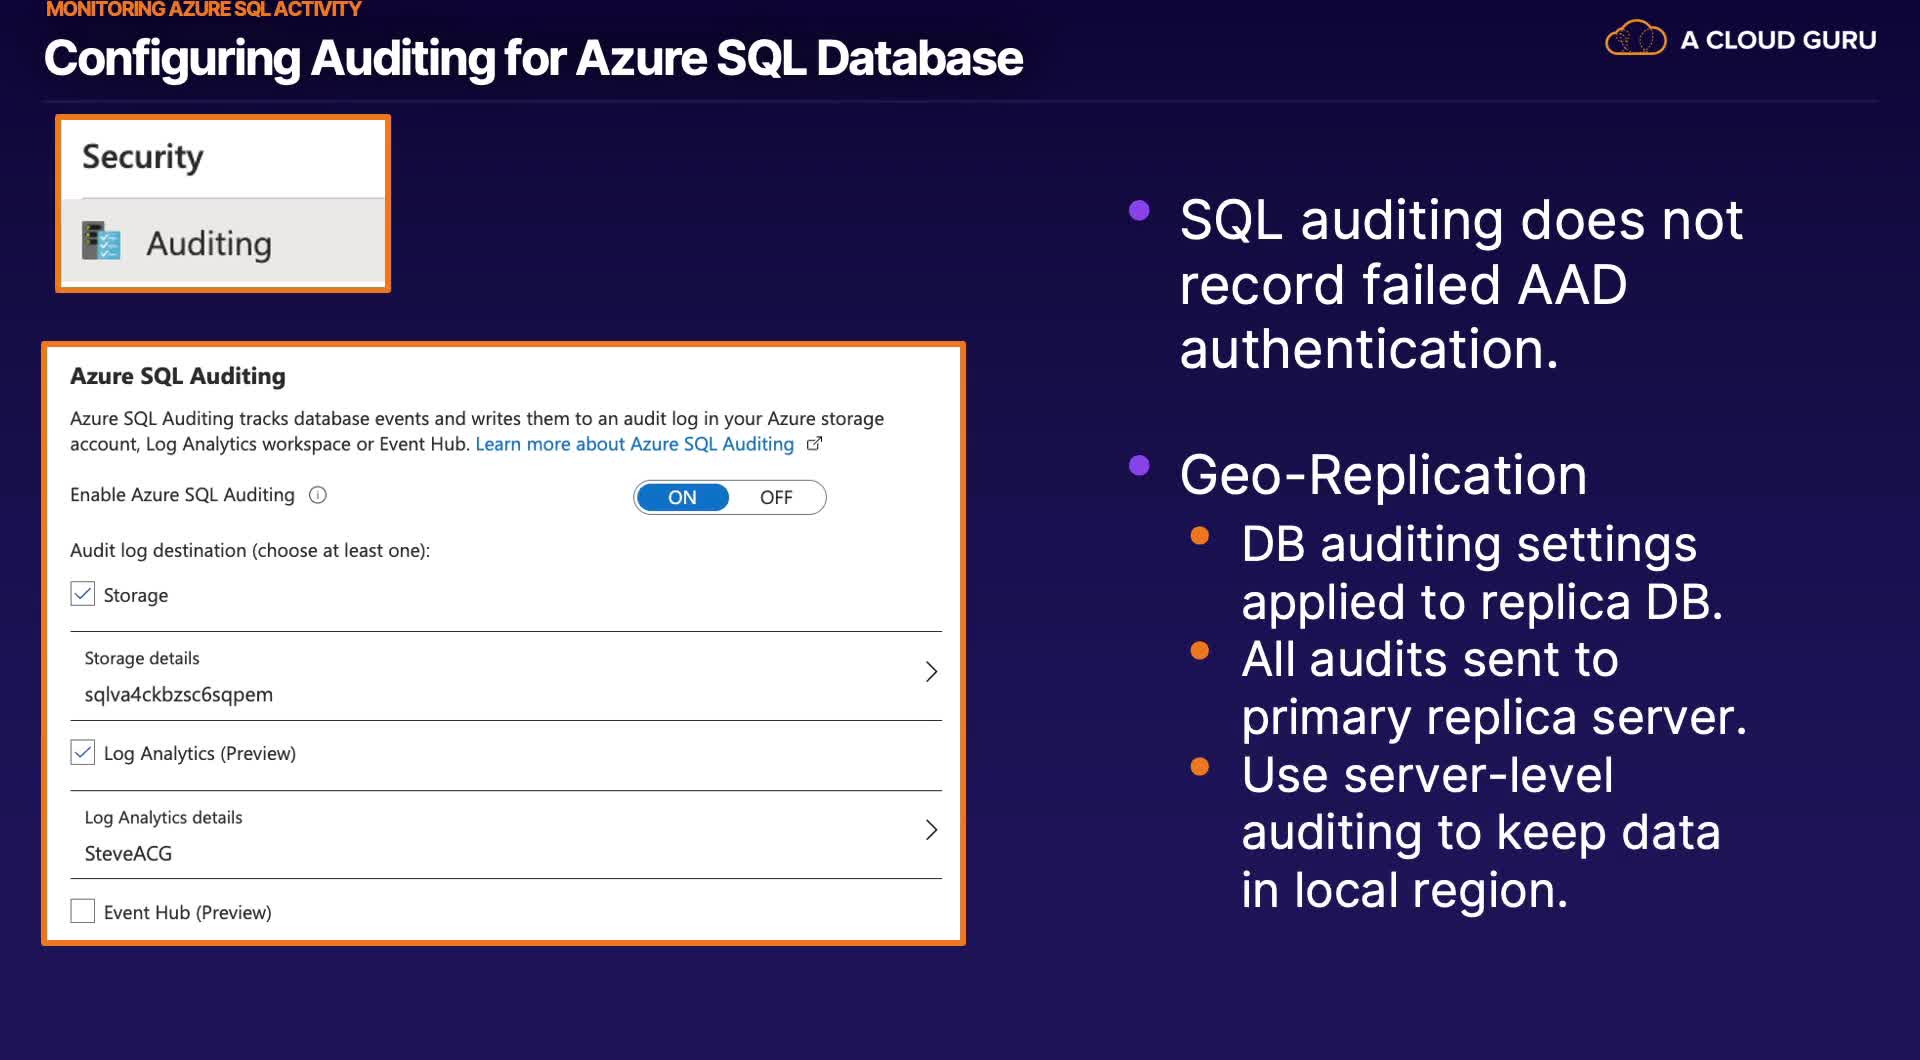 MONITORING AZURE SQL ACTIVITY
Configuring Auditing for Azure SQL Database
A CLOUD GURU
Security
Auditing
Azure SQL Auditing
Azure SQL Auditing tracks database events and writes them to an audit log in your Azure storage
account, Log Analytics workspace or Event Hub. Learn more about Azure SQL Auditing
Enable Azure SQL Auditing
ON OFF
Audit log destination (choose at least one):
Storage
Storage details
sqlva4ckbzsc6sqpem
Log Analytics (Preview)
Log Analytics details
SteveACG
Event Hub (Preview)
SQL auditing does not
record failed AAD
authentication.
Geo-Replication
DB auditing settings
applied to replica DB.
All audits sent to
primary replica server.
Use server-level
auditing to keep data
in local region.